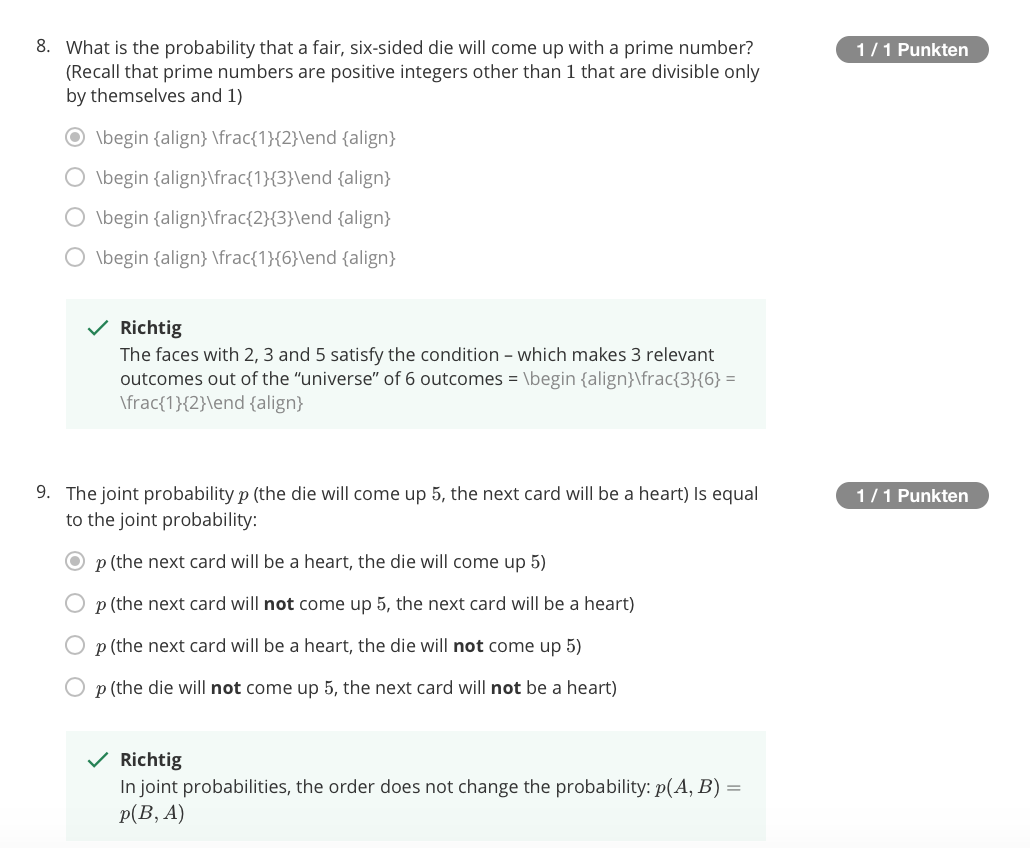 8. What is the probability that a fair, six-sided die will come up with a prime number?
1 / 1 Punkten
(Recall that prime numbers are positive integers other than 1 that are divisible only
by themselves and 1)
\begin {align} \frac{1}{2}\end {align}
\begin {align}\frac{1}{3}\end {align}
\begin {align}\frac{2}{3}\end {align}
\begin {align} \frac{1}{6}\end {align}
Richtig
The faces with 2, 3 and 5 satisfy the condition – which makes 3 relevant
outcomes out of the “universe” of 6 outcomes = \begin {align}\frac{3}{6} =
\frac{1}{2}\end {align}
9. The joint probability p (the die will come up 5, the next card will be a heart) Is equal
1 / 1 Punkten
to the joint probability:
p (the next card will be a heart, the die will come up 5)
p (the next card will not come up 5, the next card will be a heart)
p (the next card will be a heart, the die will not come up 5)
p (the die will not come up 5, the next card will not be a heart)
Richtig
In joint probabilities, the order does not change the probability: p(A, B) =
p(B, A)